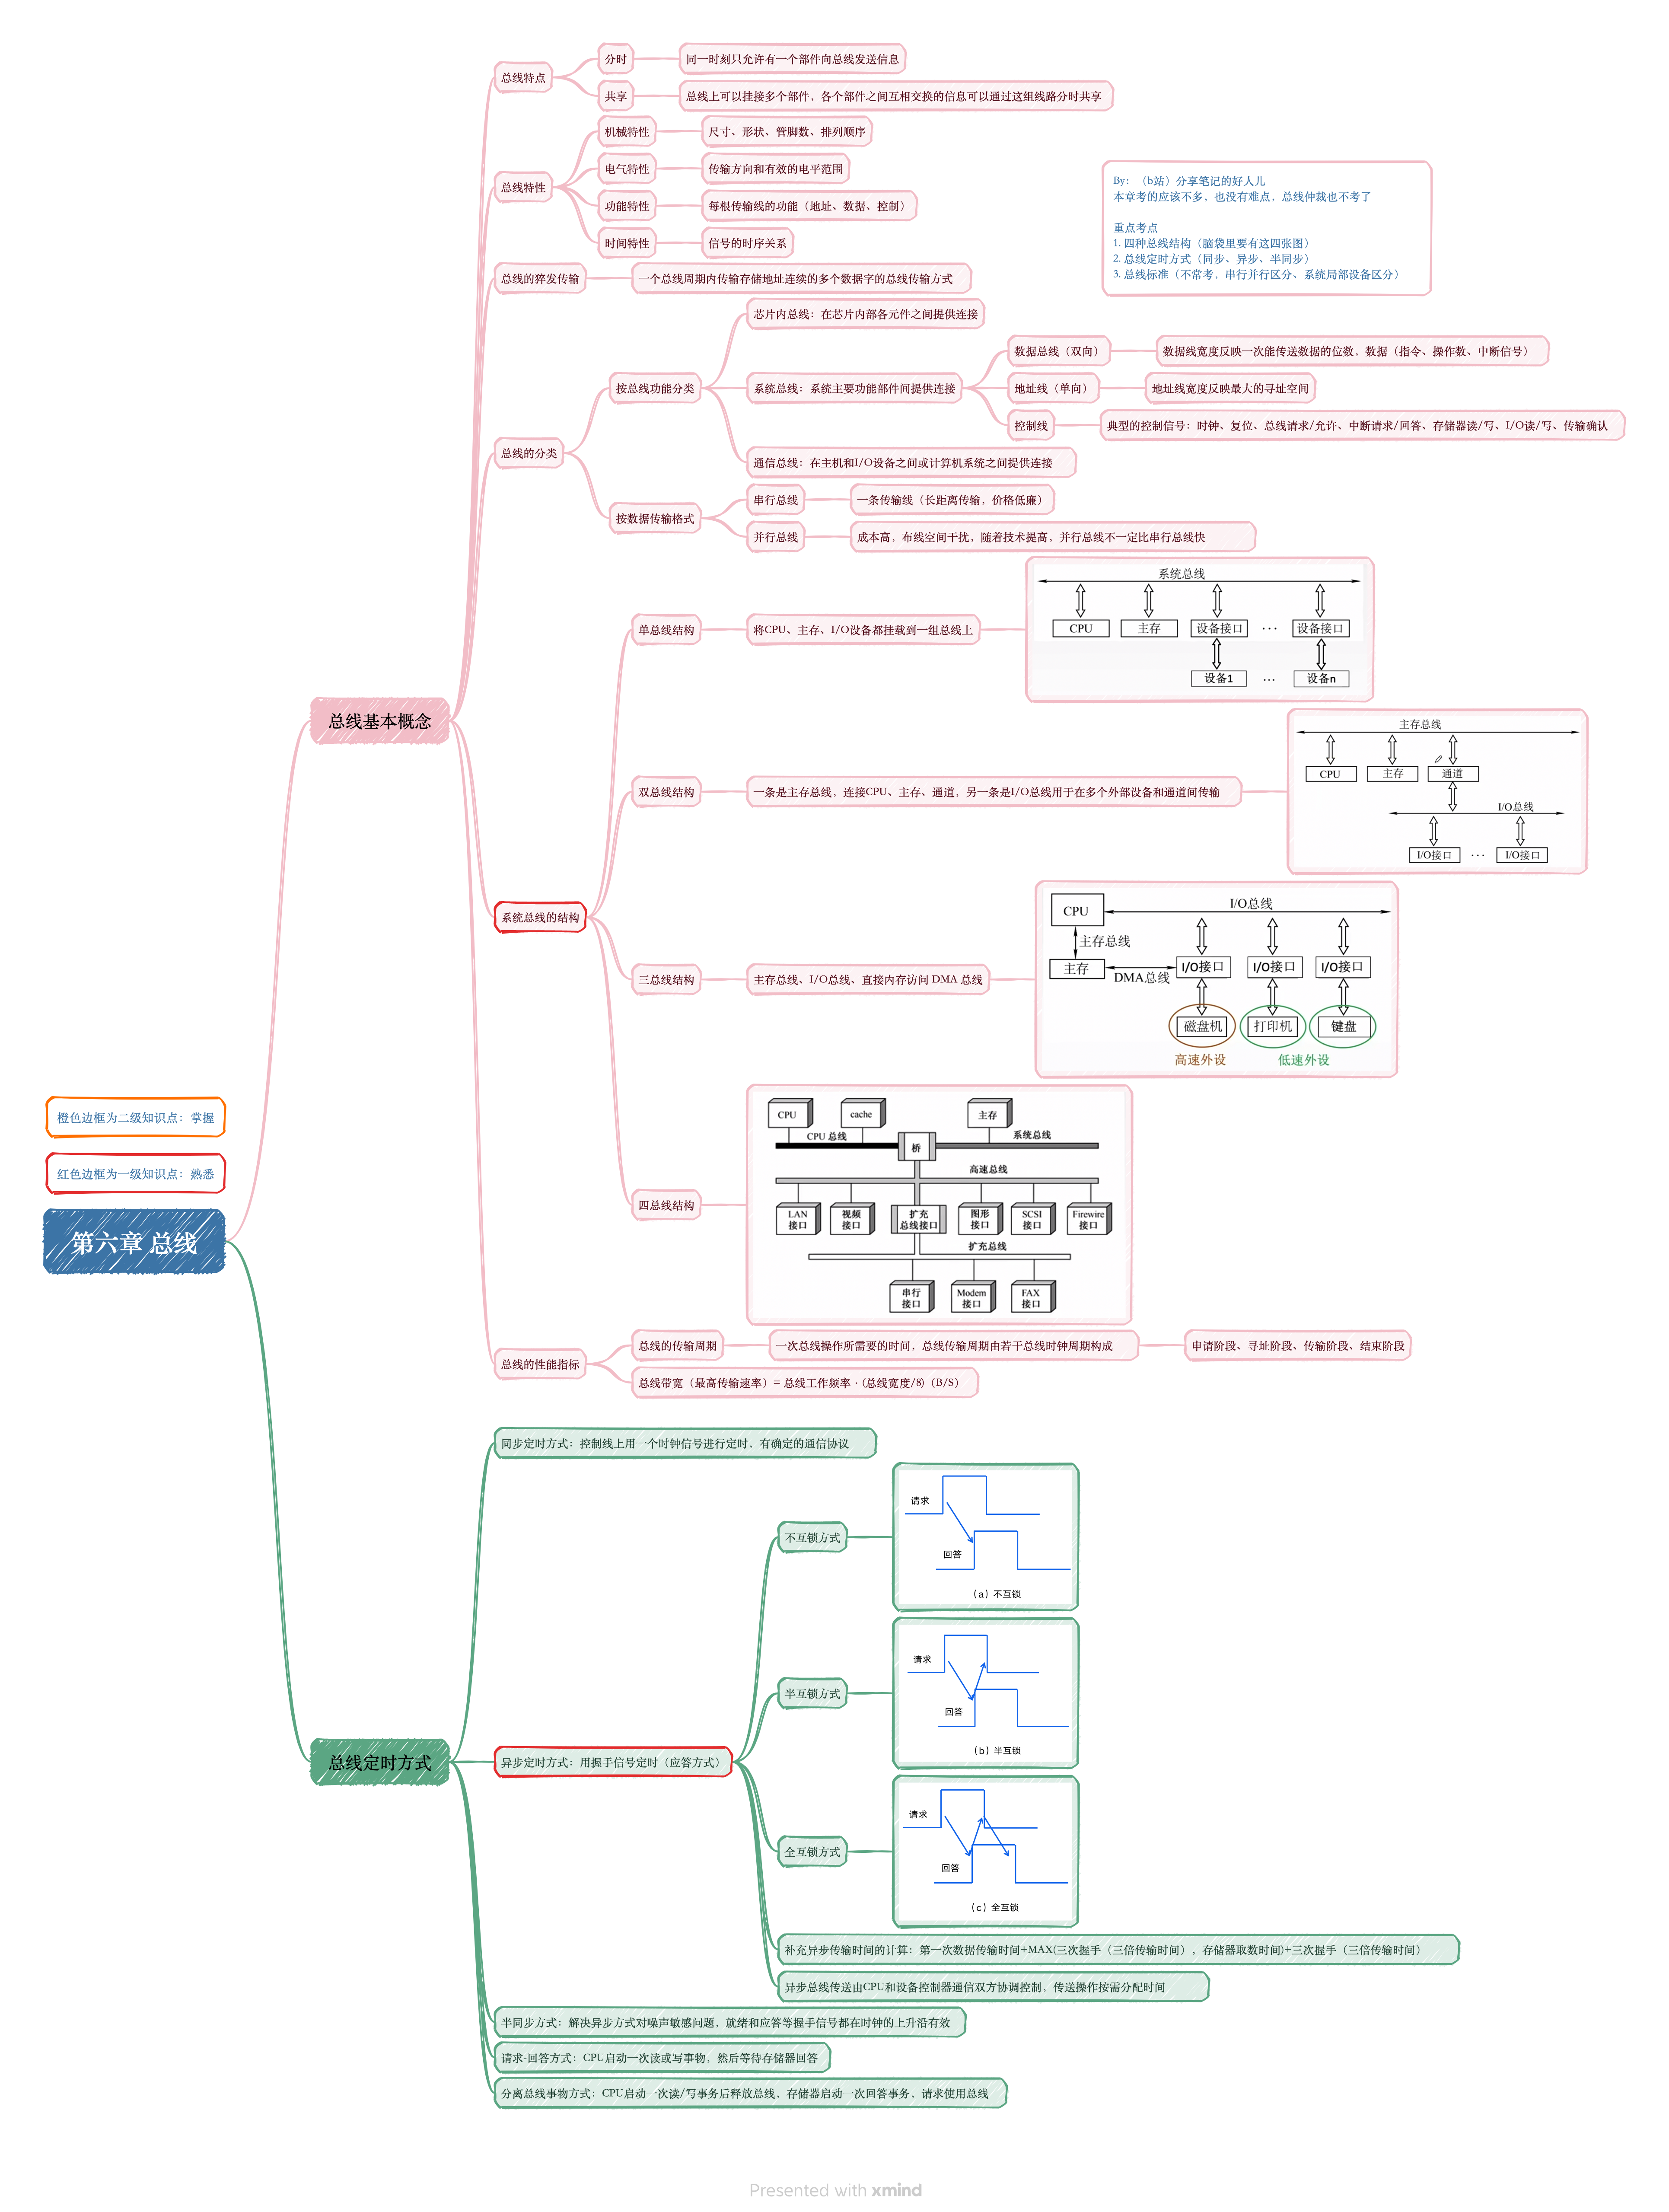 总线特点
分时
同一时刻只允许有一个部件向总线发送信息
共享
总线上可以挂接多个部件，各个部件之间互相交换的信息可以通过这组线路分时共享
总线特性
机械特性
尺寸、形状、管脚数、排列顺序
电气特性
传输方向和有效的电平范围
功能特性
每根传输线的功能（地址、数据、控制）
时间特性
信号的时序关系
By：（b站）分享笔记的好人儿
本章考的应该不多，也没有难点，总线仲裁也不考了
重点考点
1. 四种总线结构（脑袋里要有这四张图）
2. 总线定时方式（同步、异步、半同步）
3. 总线标准（不常考，串行并行区分、系统局部设备区分）
总线的猝发传输
一个总线周期内传输存储地址连续的多个数据字的总线传输方式
总线的分类
按总线功能分类
芯片内总线：在芯片内部各元件之间提供连接
系统总线：系统主要功能部件间提供连接
数据总线（双向）
数据线宽度反映一次能传送数据的位数，数据（指令、操作数、中断信号）
地址线（单向）
地址线宽度反映最大的寻址空间
控制线
典型的控制信号：时钟、复位、总线请求/允许、中断请求/回答、存储器读/写、I/O读/写、传输确认
通信总线：在主机和I/O设备之间或计算机系统之间提供连接
按数据传输格式
串行总线
一条传输线（长距离传输，价格低廉）
并行总线
成本高，布线空间干扰，随着技术提高，并行总线不一定比串行总线快
总线基本概念
系统总线的结构
单总线结构
将CPU、主存、I/O设备都挂载到一组总线上
系统总线
CPU 主存 设备接口 … 设备接口
设备1 … 设备n
双总线结构
一条是主存总线，连接CPU、主存、通道，另一条是I/O总线用于在多个外部设备和通道间传输
主存总线
CPU 主存 通道
I/O总线
I/O接口 … I/O接口
三总线结构
主存总线、I/O总线、直接内存访问 DMA 总线
CPU I/O总线
主存总线
主存 DMA总线 I/O接口 I/O接口 I/O接口
磁盘机 打印机 键盘
高速外设 低速外设
四总线结构
CPU cache 主存
CPU 总线 桥 系统总线
高速总线
LAN 接口 视频 接口 扩充 总线接口 图形 接口 SCSI 接口 Firewire 接口
扩充总线
串行 接口 Modem 接口 FAX 接口
总线的性能指标
总线的传输周期
一次总线操作所需要的时间，总线传输周期由若干总线时钟周期构成
申请阶段、寻址阶段、传输阶段、结束阶段
总线带宽（最高传输速率）= 总线工作频率 · (总线宽度/8)（B/S）
橙色边框为二级知识点：掌握
红色边框为一级知识点：熟悉
第六章 总线
总线定时方式
同步定时方式：控制线上用一个时钟信号进行定时，有确定的通信协议
异步定时方式：用握手信号定时（应答方式）
不互锁方式
请求
回答
（a）不互锁
半互锁方式
请求
回答
（b）半互锁
全互锁方式
请求
回答
（c）全互锁
补充异步传输时间的计算：第一次数据传输时间+MAX(三次握手（三倍传输时间），存储器取数时间)+三次握手（三倍传输时间）
异步总线传送由CPU和设备控制器通信双方协调控制，传送操作按需分配时间
半同步方式：解决异步方式对噪声敏感问题，就绪和应答等握手信号都在时钟的上升沿有效
请求-回答方式：CPU启动一次读或写事物，然后等待存储器回答
分离总线事物方式：CPU启动一次读/写事务后释放总线，存储器启动一次回答事务，请求使用总线
Presented with xmind